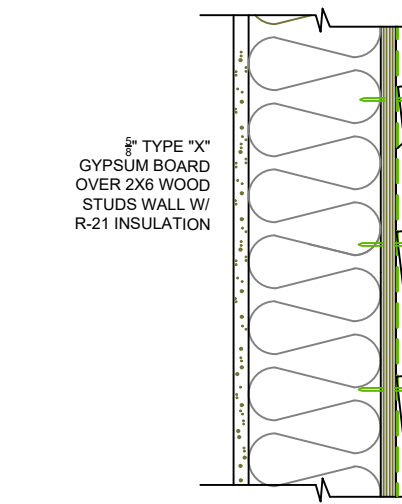 5/8" TYPE "X"
GYPSUM BOARD
OVER 2X6 WOOD
STUDS WALL W/
R-21 INSULATION